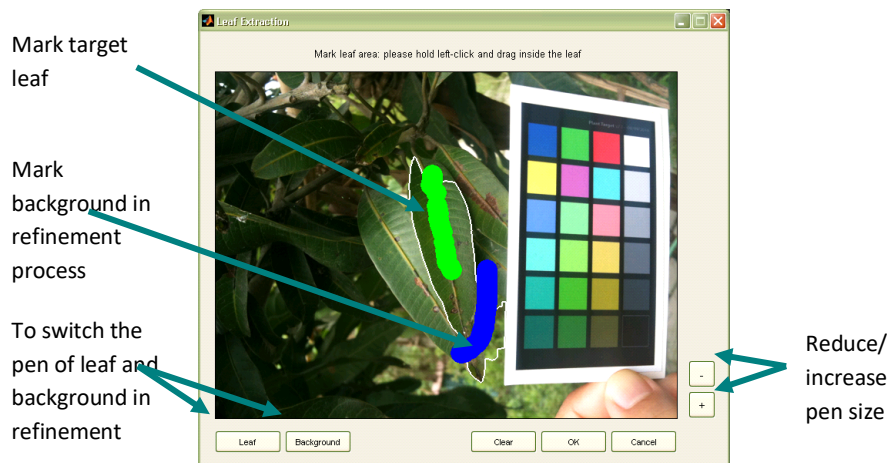 Leaf Extraction
Mark leaf area: please hold left-click and drag inside the leaf
Mark target
leaf
Mark
background in
refinement
process
To switch the
pen of leaf and
background in
refinement
Reduce/
increase
pen size
-
+
Leaf
Background
Clear
OK
Cancel